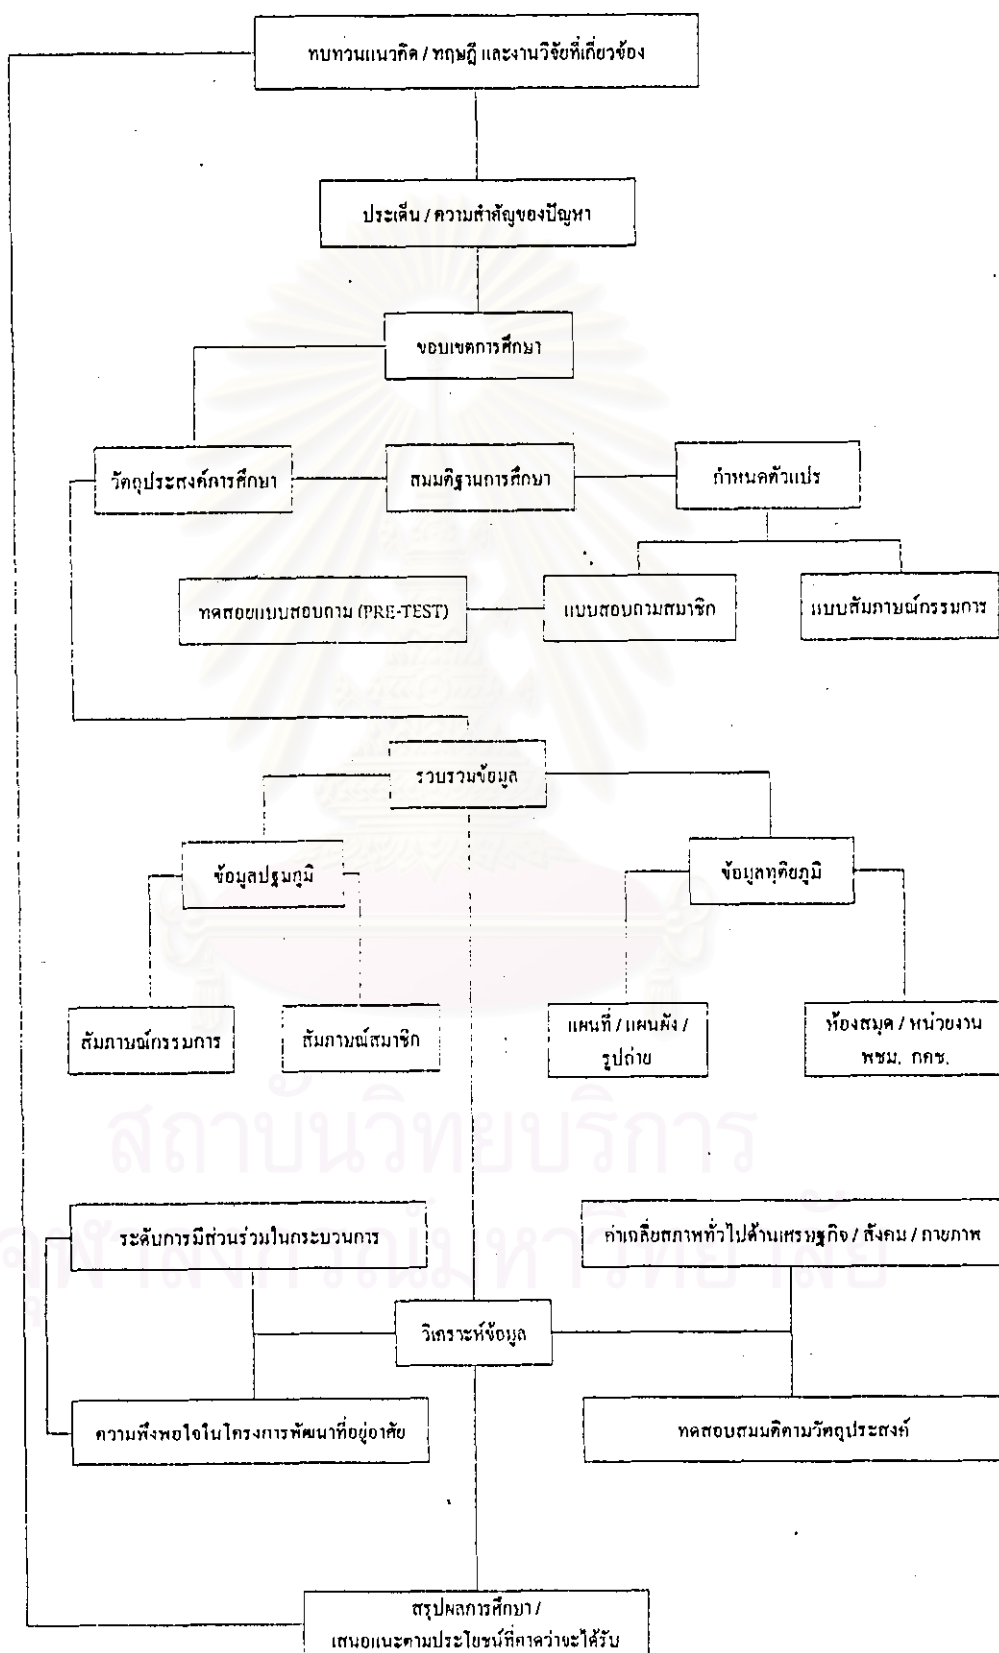 ทบทวนแนวคิด / ทฤษฎี และงานวิจัยที่เกี่ยวข้อง
ประเด็น / ความสำคัญของปัญหา
ขอบเขตการศึกษา
วัตถุประสงค์การศึกษา
สมมติฐานการศึกษา
กำหนดตัวแปร
ทดสอบแบบสอบถาม (PRE-TEST)
แบบสอบถามสมาชิก
แบบสัมภาษณ์กรรมการ
รวบรวมข้อมูล
ข้อมูลปฐมภูมิ
ข้อมูลทุติยภูมิ
สัมภาษณ์กรรมการ
สัมภาษณ์สมาชิก
แผนที่ / แผนผัง /
รูปถ่าย
ห้องสมุด / หน่วยงาน
พชม. กคช.
สถาบันวิทยบริการ
จุฬาลงกรณ์มหาวิทยาลัย
ระดับการมีส่วนร่วมในกระบวนการ
ค่าเฉลี่ยสภาพทั่วไปด้านเศรษฐกิจ / สังคม / กายภาพ
วิเคราะห์ข้อมูล
ความพึงพอใจในโครงการพัฒนาที่อยู่อาศัย
ทดสอบสมมติตามวัตถุประสงค์
สรุปผลการศึกษา /
เสนอแนะตามประโยชน์ที่คาดว่าจะได้รับ